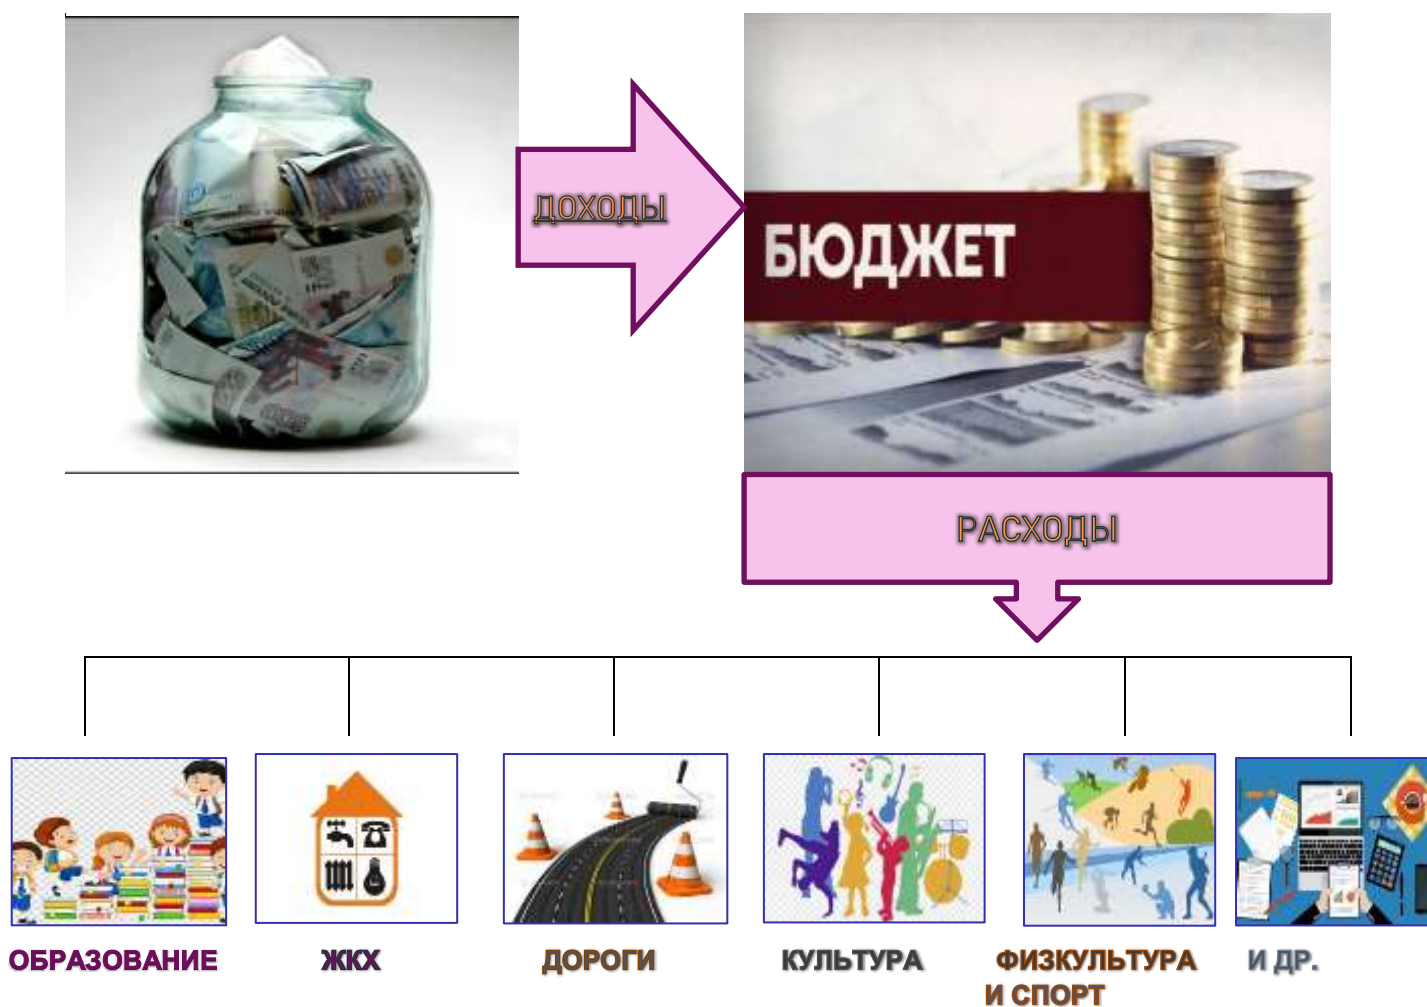 ДОХОДЫ
БЮДЖЕТ
РАСХОДЫ
ОБРАЗОВАНИЕ
ЖКХ
ДОРОГИ
КУЛЬТУРА
ФИЗКУЛЬТУРА
И СПОРТ
И ДР.